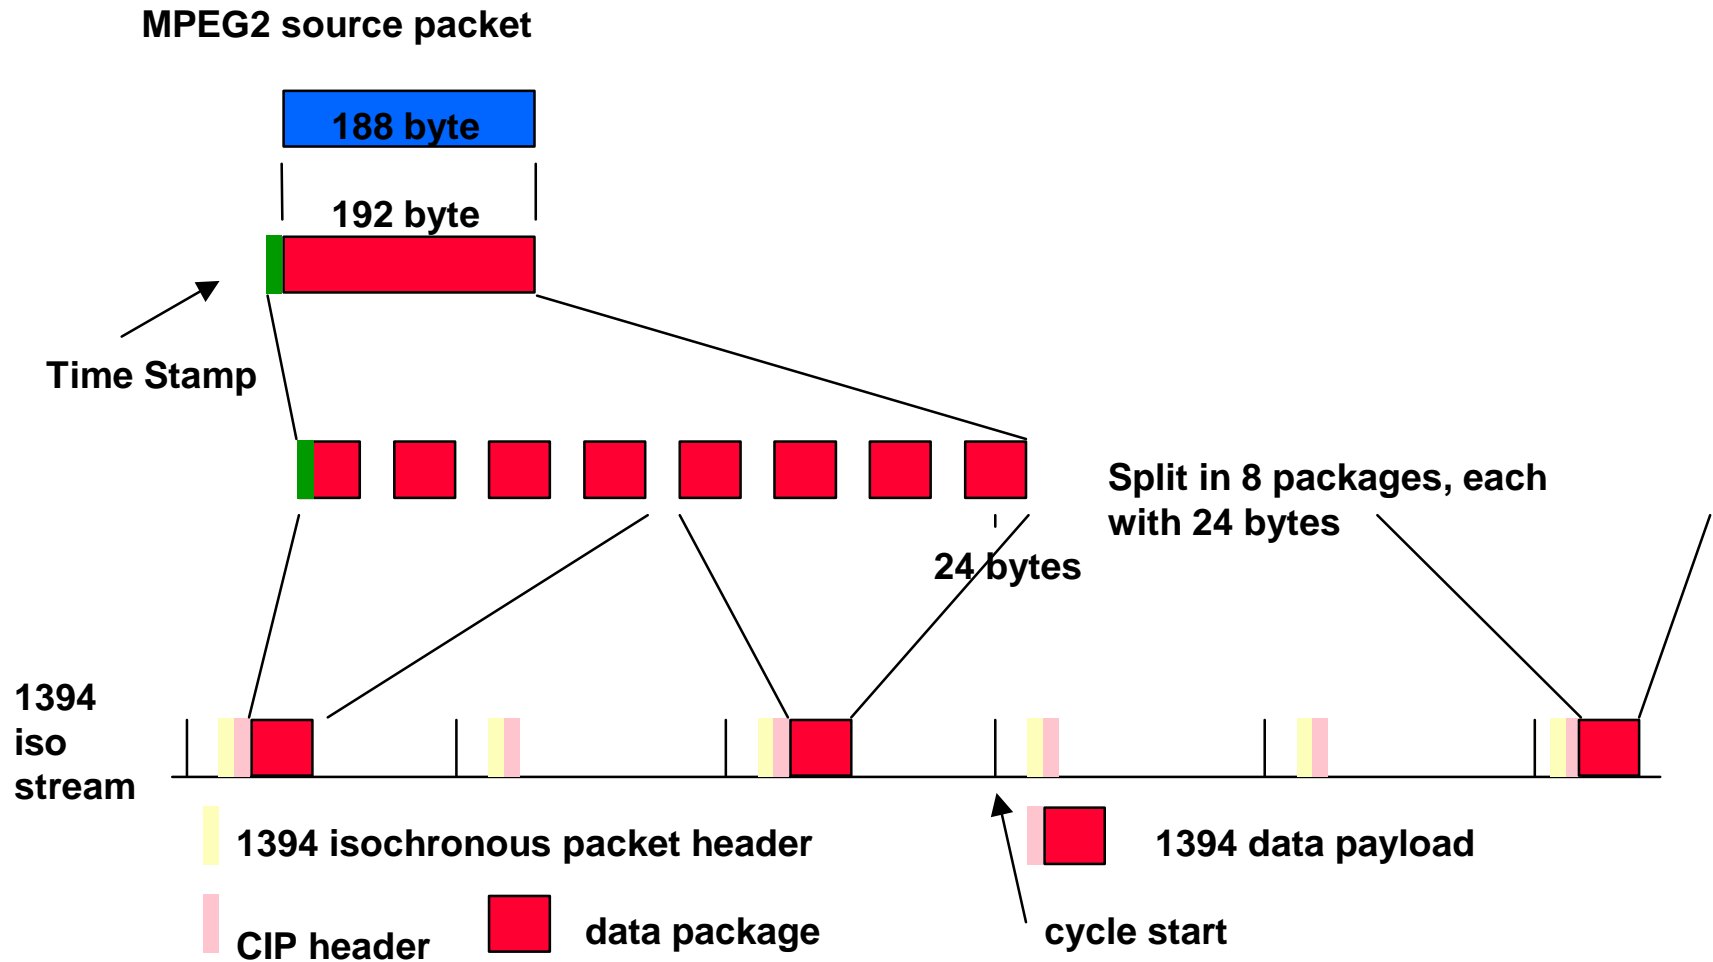 MPEG2 source packet
188 byte
192 byte
Time Stamp
Split in 8 packages, each
with 24 bytes
24 bytes
1394
iso
stream
1394 isochronous packet header
1394 data payload
CIP header
data package
cycle start